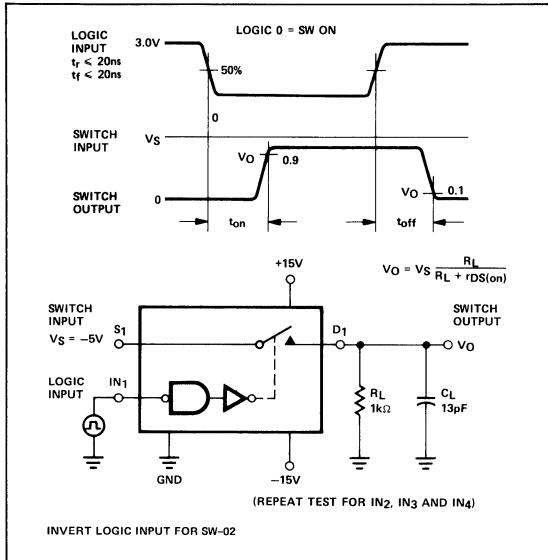 LOGIC 0 = SW ON
LOGIC
INPUT
tr ≤ 20ns
tf ≤ 20ns
3.0V
50%
0
SWITCH
INPUT
VS
VO
0.9
SWITCH
OUTPUT
0
VO
0.1
ton
toff
VO = VS RL / RL + rDS(on)
+15V
SWITCH
INPUT
VS = −5V
S1
D1
SWITCH
OUTPUT
VO
LOGIC
INPUT
IN1
RL
1kΩ
CL
13pF
GND
−15V
(REPEAT TEST FOR IN2, IN3 AND IN4)
INVERT LOGIC INPUT FOR SW-02